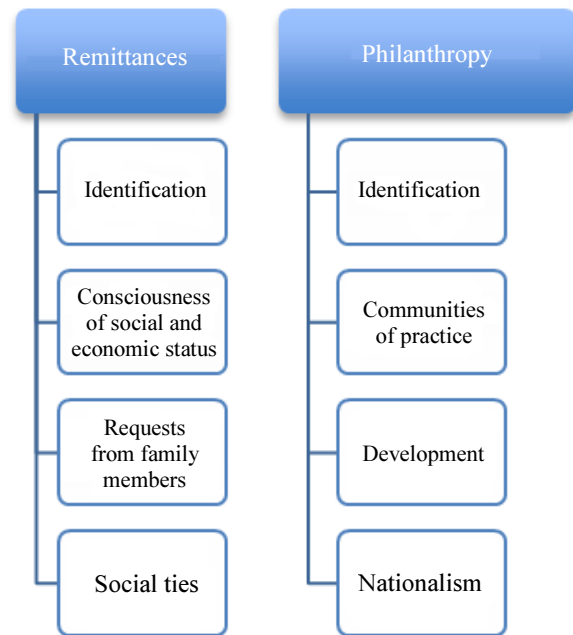 Remittances
Identification
Consciousness
of social and
economic status
Requests
from family
members
Social ties
Philanthropy
Identification
Communities
of practice
Development
Nationalism